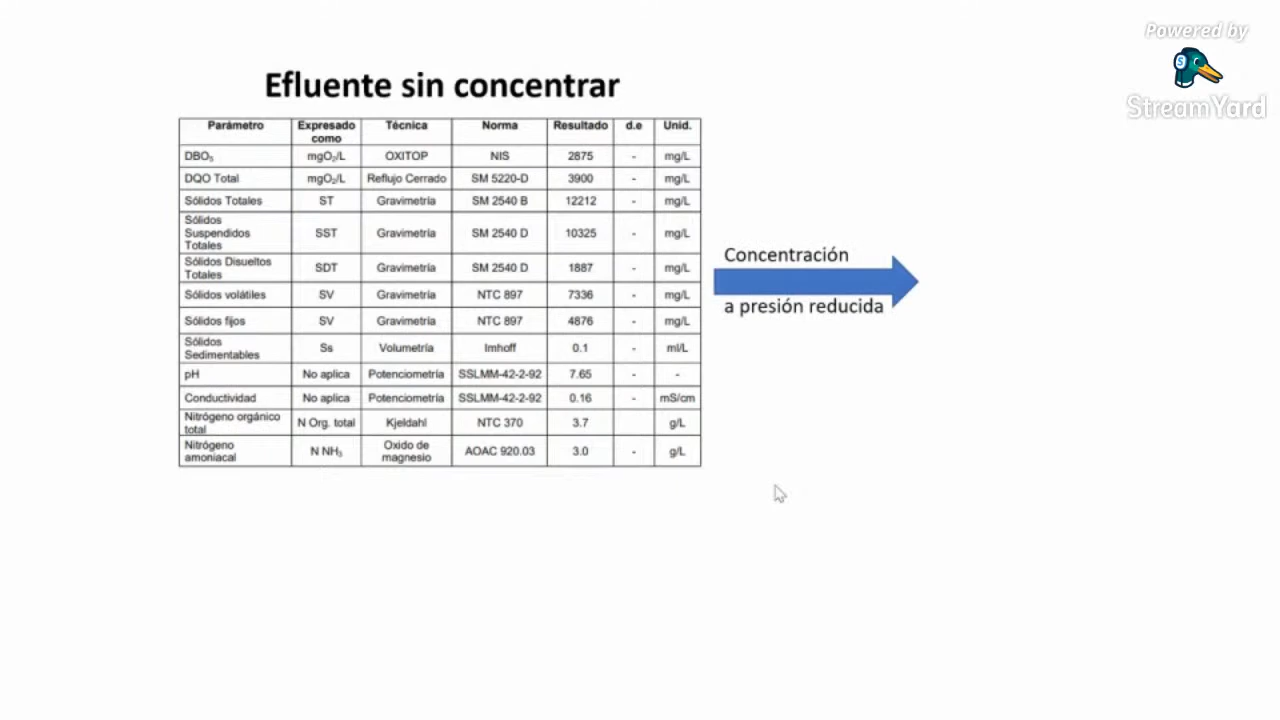 Powered by
StreamYard
Efluente sin concentrar
Parámetro Expresado como Técnica Norma Resultado d.e Unid.
DBO₅ mgO₂/L OXITOP NIS 2875 - mg/L
DQO Total mgO₂/L Reflujo Cerrado SM 5220-D 3900 - mg/L
Sólidos Totales ST Gravimetría SM 2540 B 12212 - mg/L
Sólidos Suspendidos Totales SST Gravimetría SM 2540 D 10325 - mg/L
Sólidos Disueltos Totales SDT Gravimetría SM 2540 D 1887 - mg/L
Sólidos volátiles SV Gravimetría NTC 897 7336 - mg/L
Sólidos fijos SV Gravimetría NTC 897 4876 - mg/L
Sólidos Sedimentables Ss Volumetría Imhoff 0.1 - ml/L
pH No aplica Potenciometría SSLMM-42-2-92 7.65 - -
Conductividad No aplica Potenciometría SSLMM-42-2-92 0.16 - mS/cm
Nitrógeno orgánico total N Org. total Kjeldahl NTC 370 3.7 g/L
Nitrógeno amoniacal N NH₃ Oxido de magnesio AOAC 920.03 3.0 - g/L
Concentración
a presión reducida